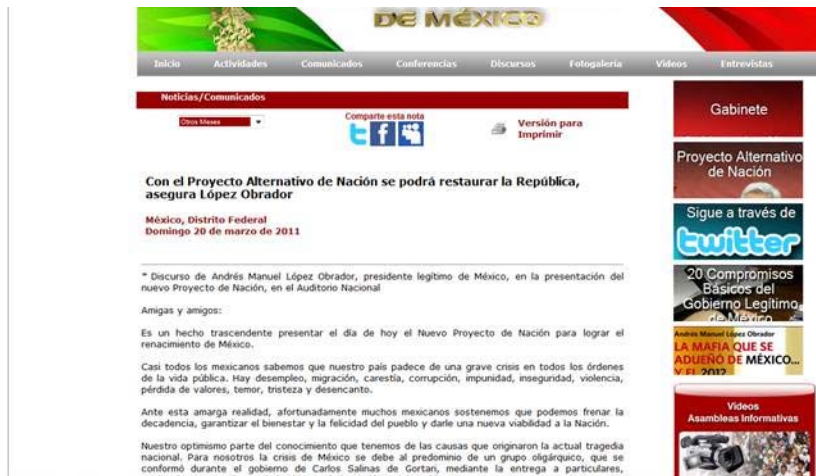 DE MÉXICO
Inicio Actividades Comunicados Conferencias Discursos Fotogalería Videos Entrevistas
Noticias/Comunicados
Otros Meses
Comparte esta nota
Versión para
Imprimir
Con el Proyecto Alternativo de Nación se podrá restaurar la República,
asegura López Obrador
México, Distrito Federal
Domingo 20 de marzo de 2011
" Discurso de Andrés Manuel López Obrador, presidente legítimo de México, en la presentación del
nuevo Proyecto de Nación, en el Auditorio Nacional
Amigas y amigos:
Es un hecho trascendente presentar el día de hoy el Nuevo Proyecto de Nación para lograr el
renacimiento de México.
Casi todos los mexicanos sabemos que nuestro país padece de una grave crisis en todos los órdenes
de la vida pública. Hay desempleo, migración, carestía, corrupción, impunidad, inseguridad, violencia,
pérdida de valores, temor, tristeza y desencanto.
Ante esta amarga realidad, afortunadamente muchos mexicanos sostenemos que podemos frenar la
decadencia, garantizar el bienestar y la felicidad del pueblo y darle una nueva viabilidad a la Nación.
Nuestro optimismo parte del conocimiento que tenemos de las causas que originaron la actual tragedia
nacional. Para nosotros la crisis de México se debe al predominio de un grupo oligárquico, que se
conformó durante el gobierno de Carlos Salinas de Gortari, mediante la entrega a particulares,
Gabinete
Proyecto Alternativo
de Nación
Sigue a través de
twitter
20 Compromisos
Básicos del
Gobierno Legítimo
de México
Andrés Manuel López Obrador
LA MAFIA QUE SE
ADUEÑÓ DE MÉXICO...
Y EL 2012
Videos
Asambleas Informativas